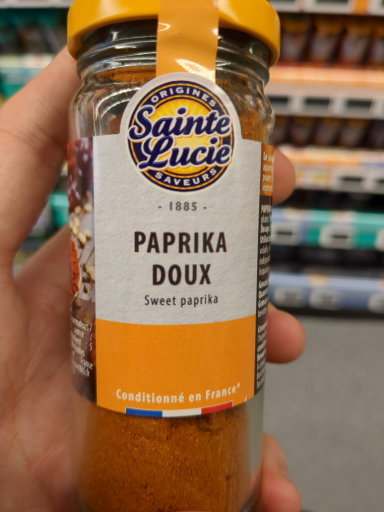 ORIGINES
Sainte
Lucie
SAVEURS
- 1885 -
PAPRIKA
DOUX
Sweet paprika
Conditionné en France*